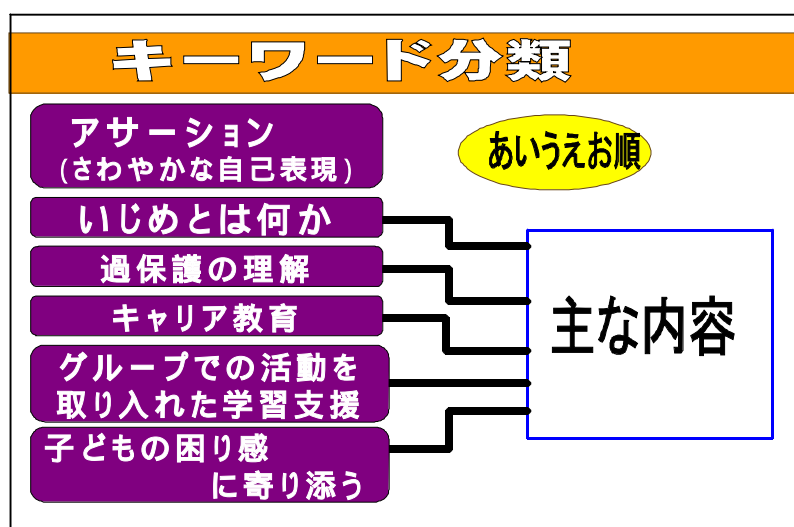 キーワード分類
アサーション
(さわやかな自己表現)
あいうえお順
いじめとは何か
過保護の理解
キャリア教育
主な内容
グループでの活動を
取り入れた学習支援
子どもの困り感
に寄り添う